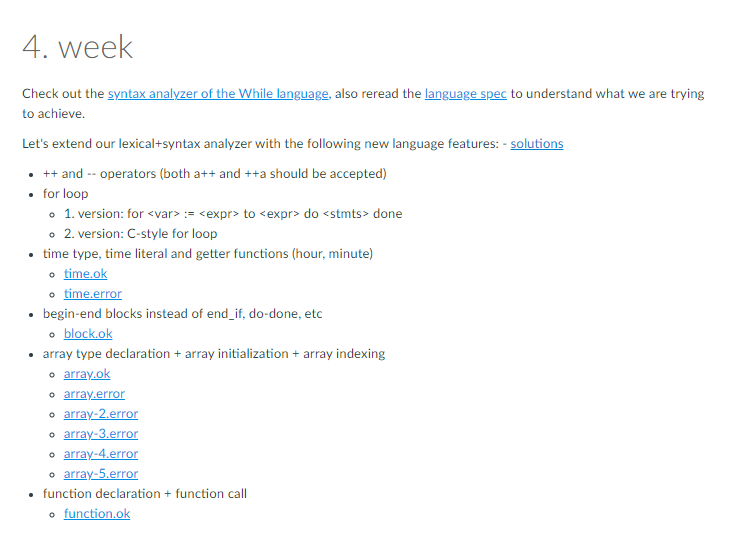 4. week
Check out the syntax analyzer of the While language, also reread the language spec to understand what we are trying
to achieve.
Let's extend our lexical+syntax analyzer with the following new language features: - solutions
++ and -- operators (both a++ and ++a should be accepted)
for loop
1. version: for <var> := <expr> to <expr> do <stmts> done
2. version: C-style for loop
time type, time literal and getter functions (hour, minute)
time.ok
time.error
begin-end blocks instead of end_if, do-done, etc
block.ok
array type declaration + array initialization + array indexing
array.ok
array.error
array-2.error
array-3.error
array-4.error
array-5.error
function declaration + function call
function.ok